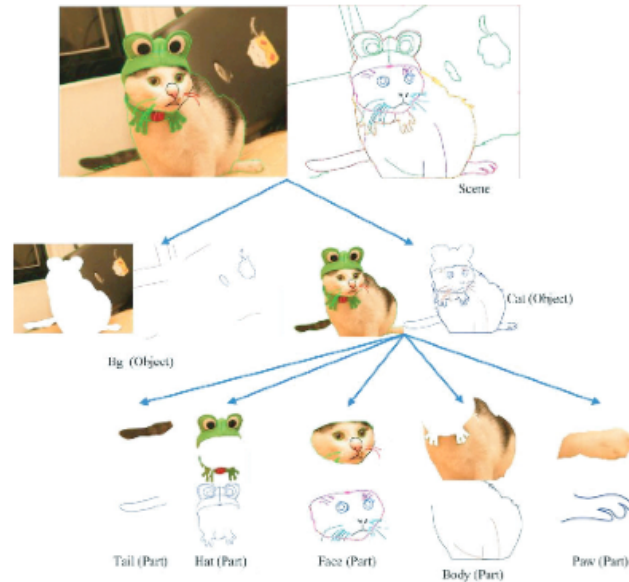 Scene
Cat (Object)
Bg (Object)
Tail (Part)
Hat (Part)
Face (Part)
Body (Part)
Paw (Part)